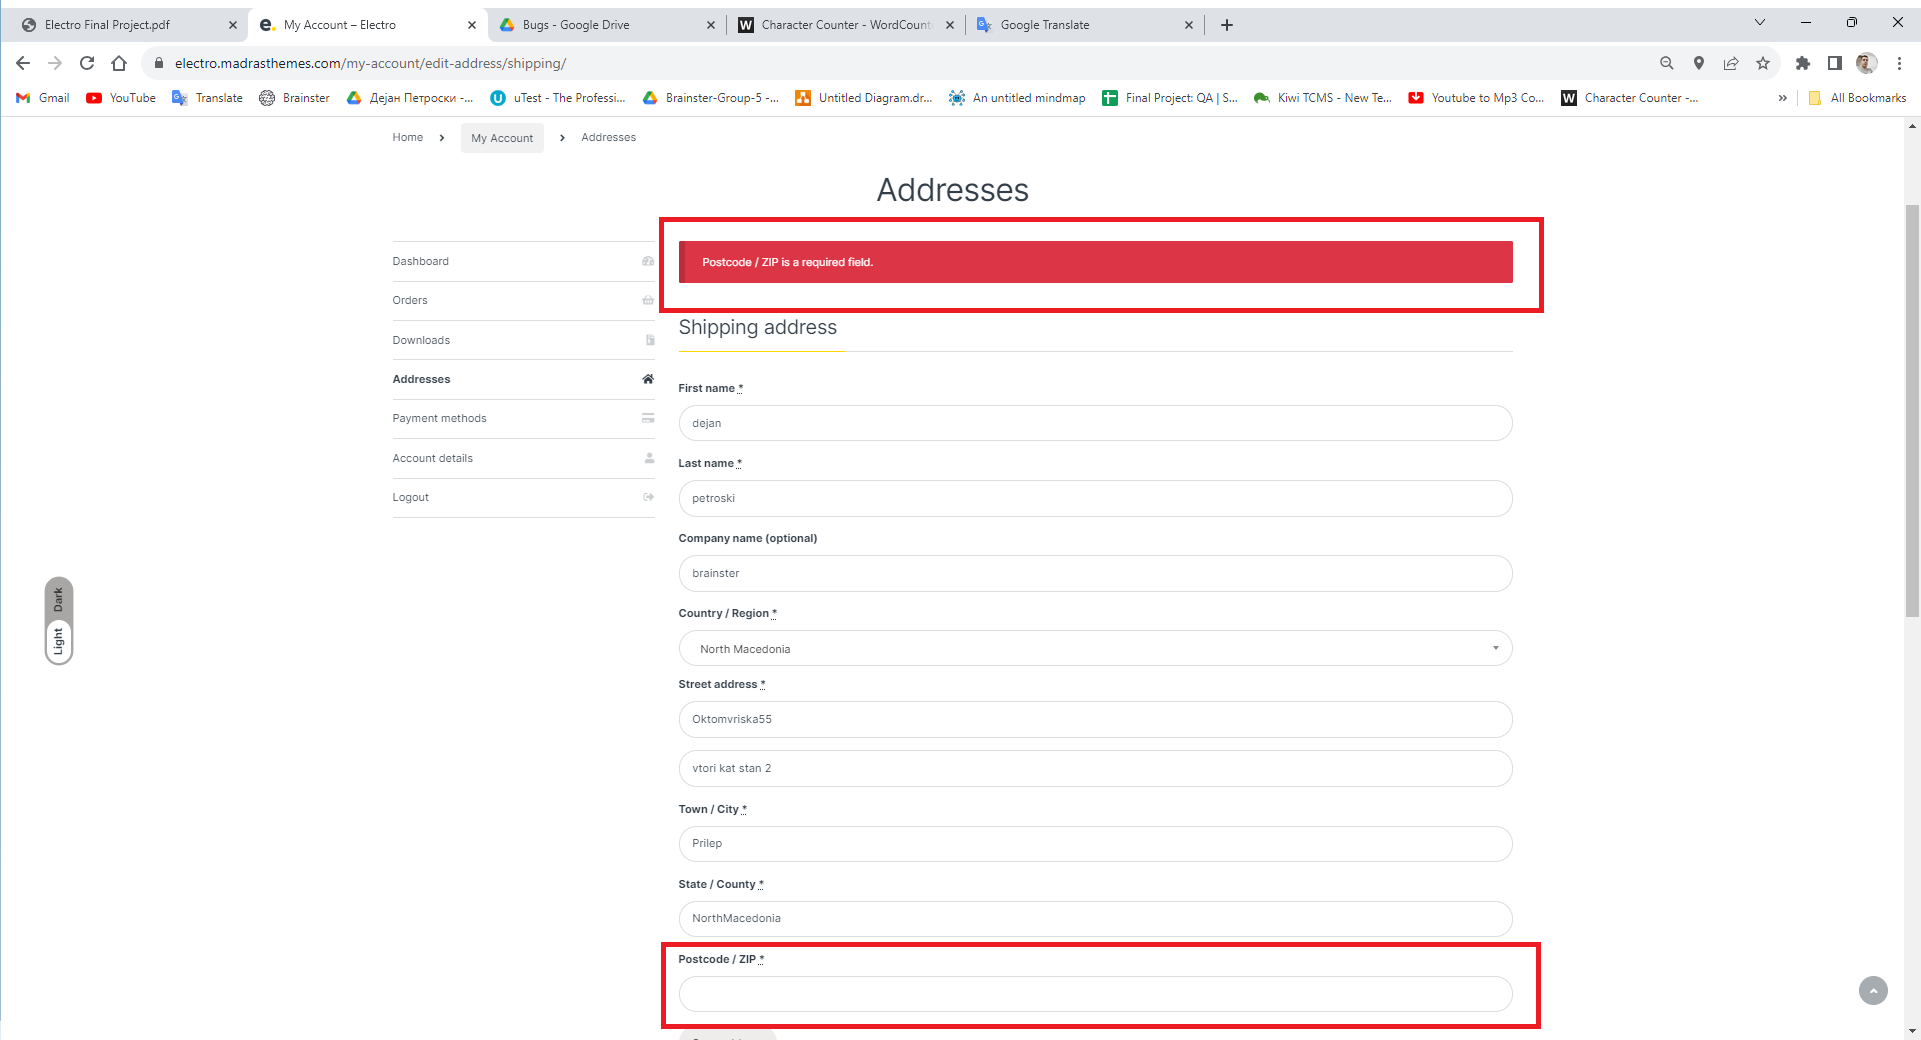 Electro Final Project.pdf
My Account – Electro
Bugs - Google Drive
Character Counter - WordCount
Google Translate
electro.madrasthemes.com/my-account/edit-address/shipping/
Gmail
YouTube
Translate
Brainster
Дејан Петроски -...
uTest - The Professi...
Brainster-Group-5 -...
Untitled Diagram.dr...
An untitled mindmap
Final Project: QA | S...
Kiwi TCMS - New Te...
Youtube to Mp3 Co...
Character Counter -...
All Bookmarks
Home
My Account
Addresses
Addresses
Dashboard
Orders
Downloads
Addresses
Payment methods
Account details
Logout
Dark
Light
Postcode / ZIP is a required field.
Shipping address
First name *
dejan
Last name *
petroski
Company name (optional)
brainster
Country / Region *
North Macedonia
Street address *
Oktomvriska55
vtori kat stan 2
Town / City *
Prilep
State / County *
NorthMacedonia
Postcode / ZIP *